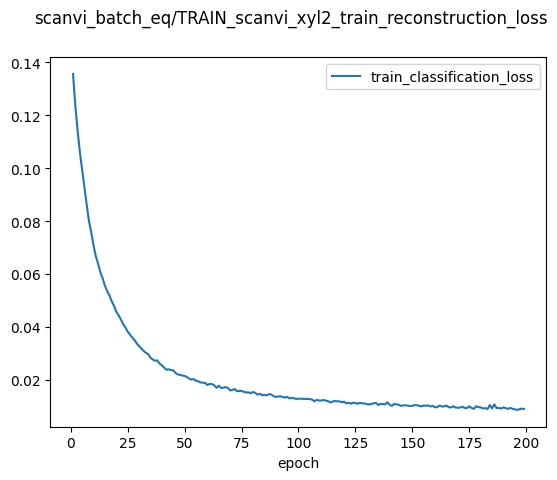 scanvi_batch_eq/TRAIN_scanvi_xyl2_train_reconstruction_loss
train_classification_loss
0.14
0.12
0.10
0.08
0.06
0.04
0.02
0 25 50 75 100 125 150 175 200
epoch